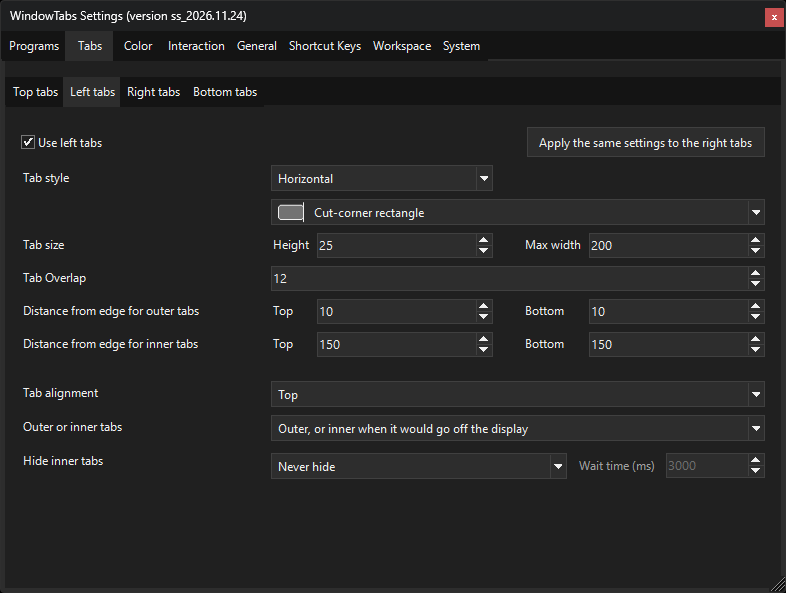 WindowTabs Settings (version ss_2026.11.24)
x
Programs Tabs Color Interaction General Shortcut Keys Workspace System
Top tabs Left tabs Right tabs Bottom tabs
Use left tabs Apply the same settings to the right tabs
Tab style Horizontal
Cut-corner rectangle
Tab size Height 25 Max width 200
Tab Overlap 12
Distance from edge for outer tabs Top 10 Bottom 10
Distance from edge for inner tabs Top 150 Bottom 150
Tab alignment Top
Outer or inner tabs Outer, or inner when it would go off the display
Hide inner tabs Never hide Wait time (ms) 3000